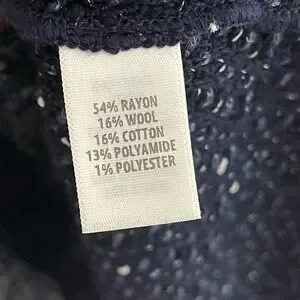 54% RAYON
16% WOOL
16% COTTON
13% POLYAMIDE
1% POLYESTER